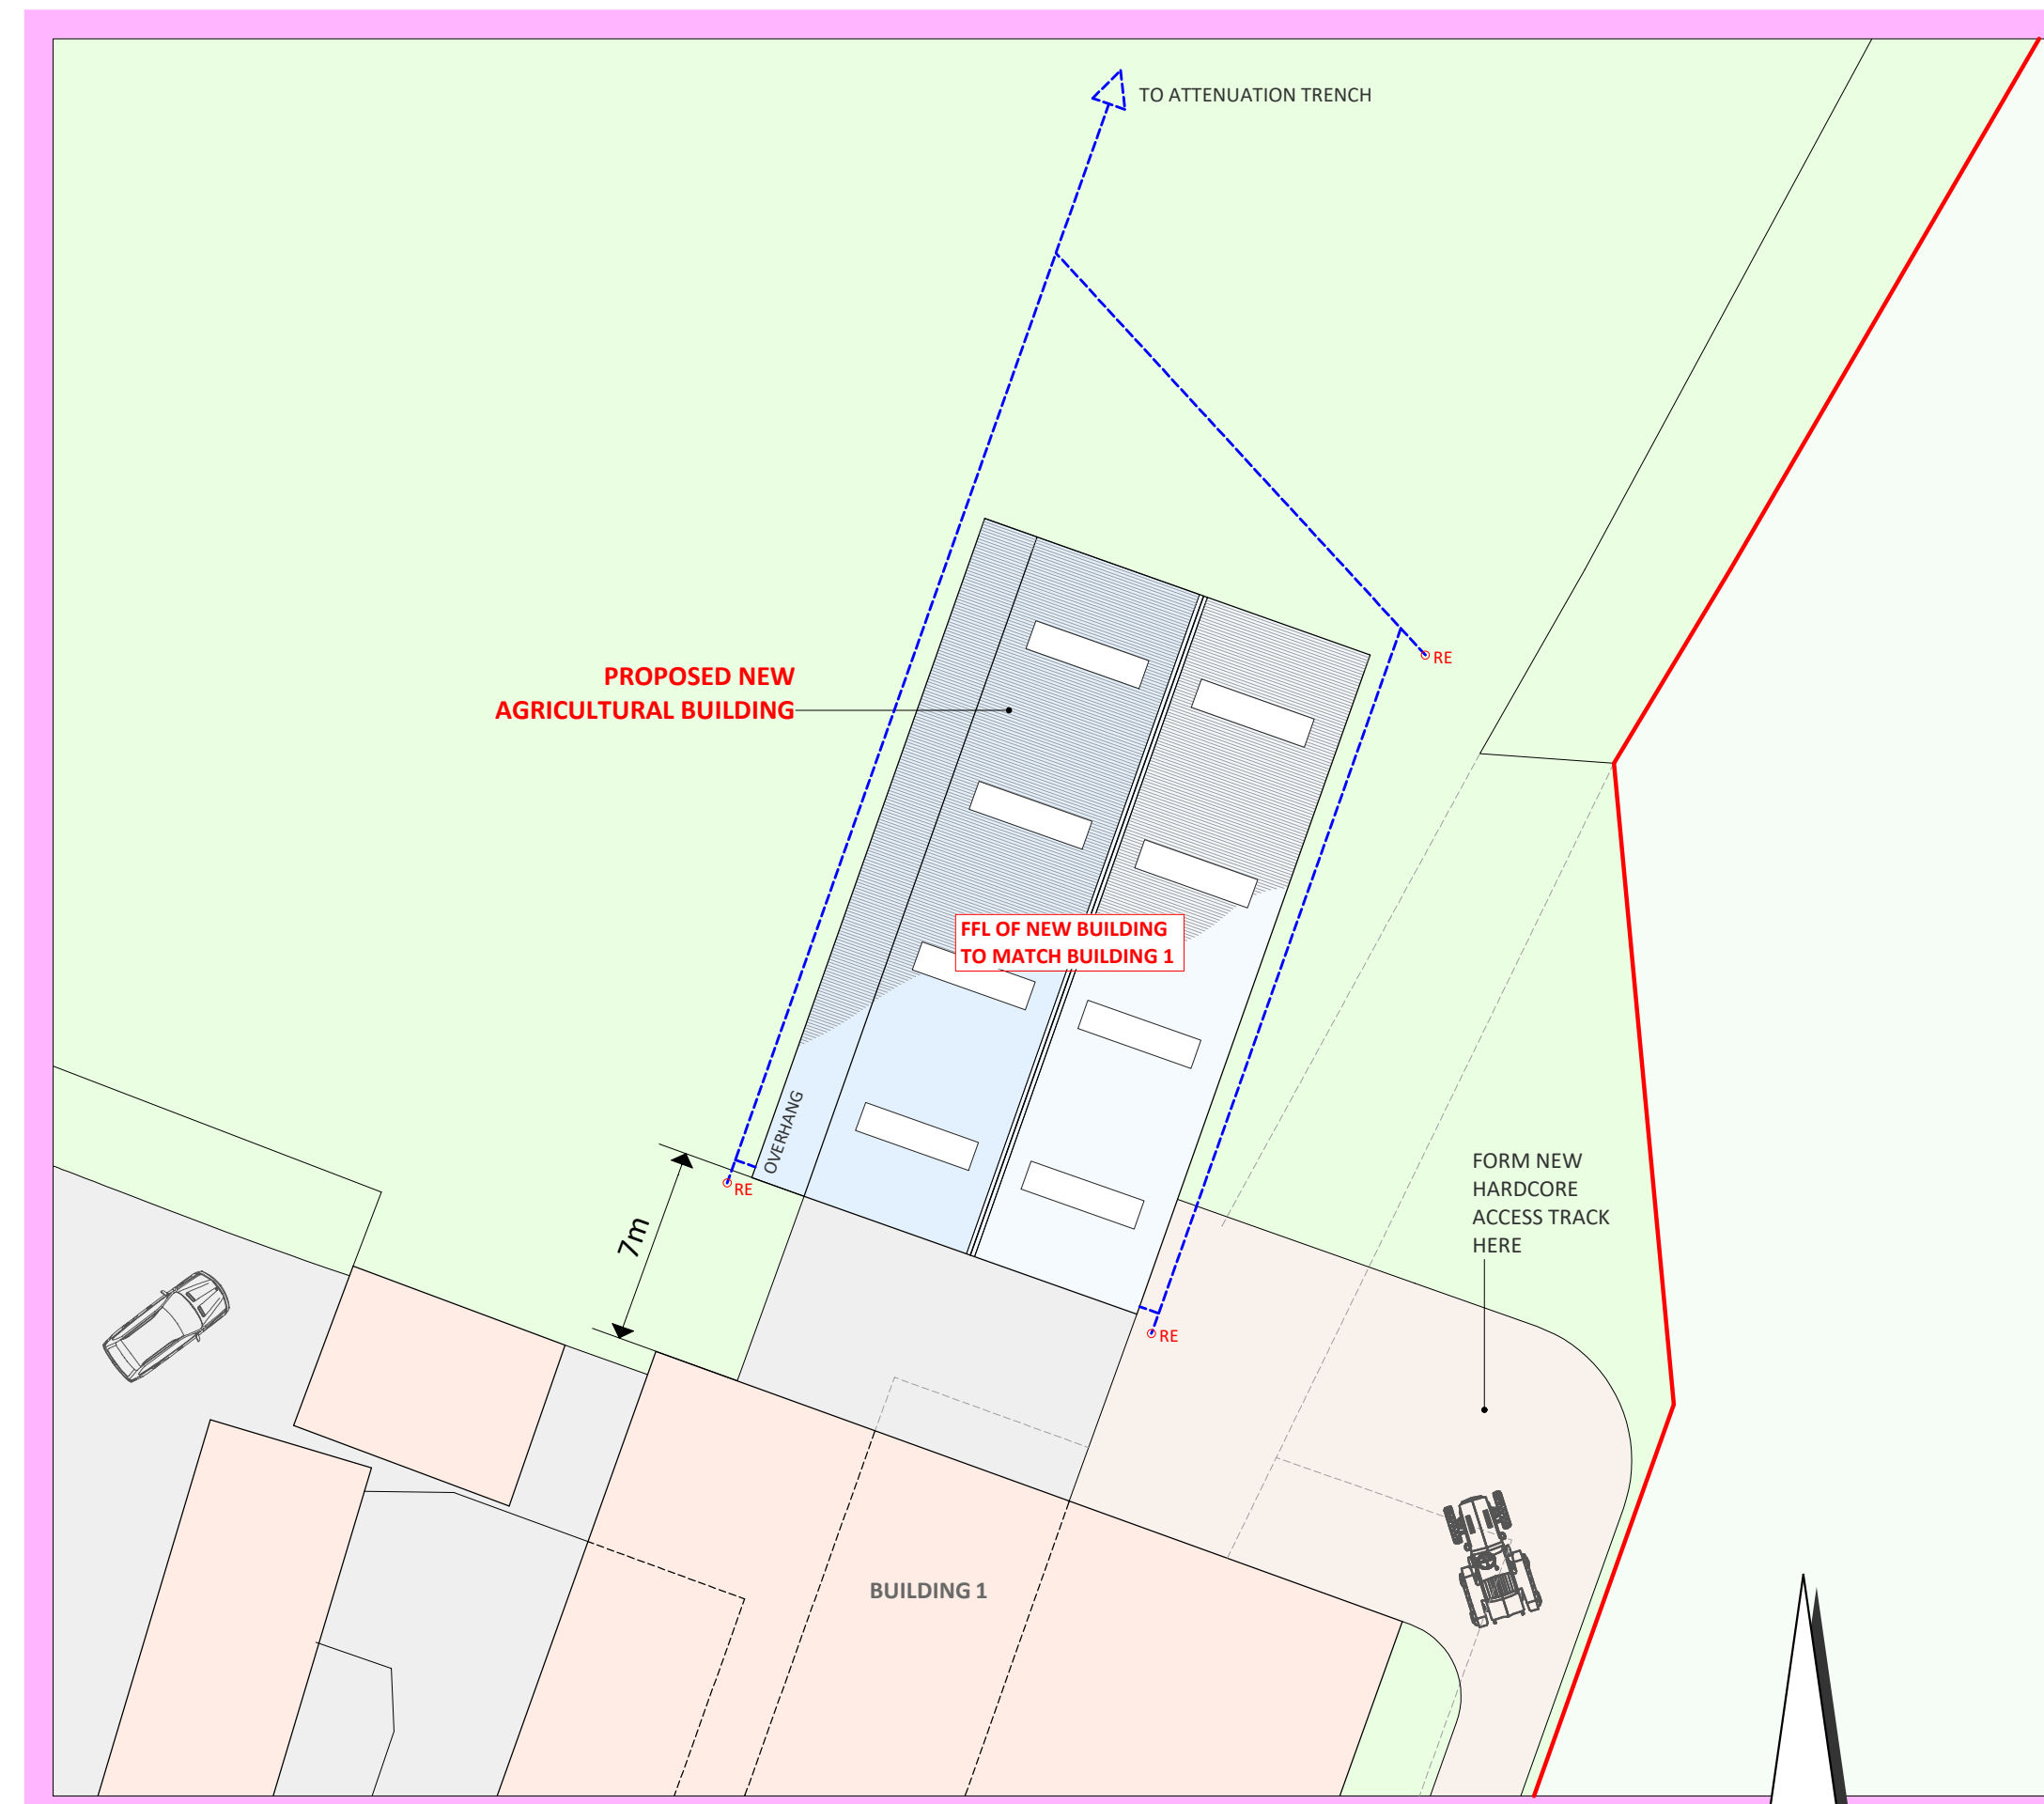 TO ATTENUATION TRENCH
RE
PROPOSED NEW
AGRICULTURAL BUILDING
FFL OF NEW BUILDING
TO MATCH BUILDING 1
OVERHANG
RE
7m
FORM NEW
HARDCORE
ACCESS TRACK
HERE
RE
BUILDING 1